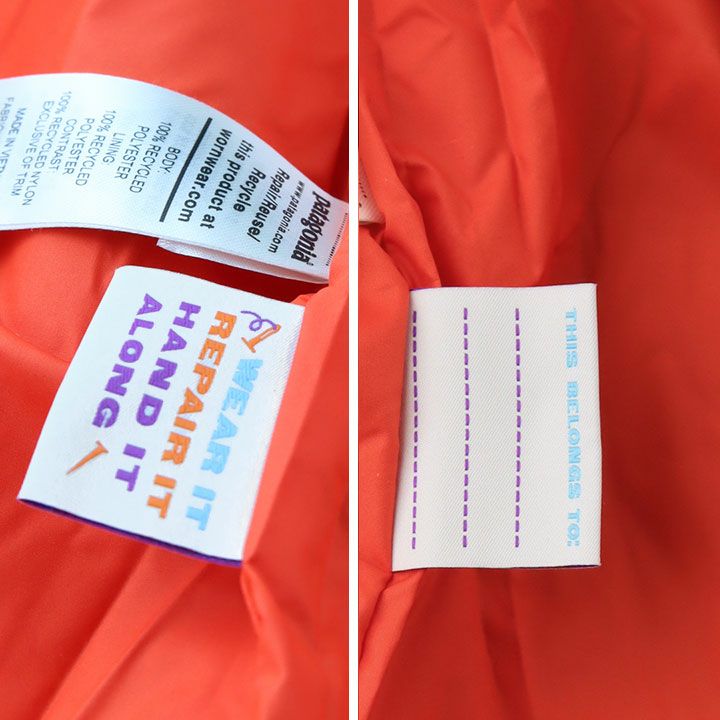 patagonia®
www.patagonia.com
Repair/Reuse/
Recycle
this product at
wornwear.com
BODY:
100% RECYCLED
POLYESTER
LINING:
100% RECYCLED
POLYESTER
CONTRAST:
100% RECYCLED NYLON
EXCLUSIVE OF TRIM
MADE IN
WEAR IT
REPAIR IT
HAND IT
ALONG
THIS BELONGS TO: